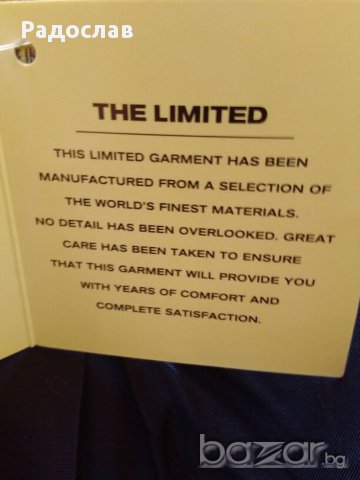 Радослав
THE LIMITED
THIS LIMITED GARMENT HAS BEEN
MANUFACTURED FROM A SELECTION OF
THE WORLD'S FINEST MATERIALS.
NO DETAIL HAS BEEN OVERLOOKED. GREAT
CARE HAS BEEN TAKEN TO ENSURE
THAT THIS GARMENT WILL PROVIDE YOU
WITH YEARS OF COMFORT AND
COMPLETE SATISFACTION.
bazar.bg